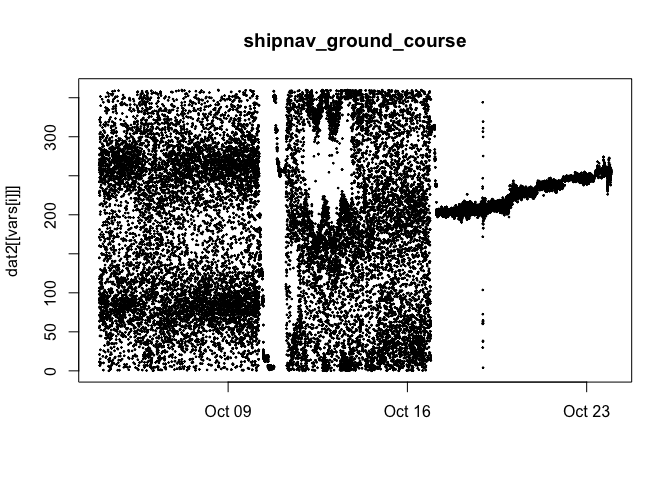 shipnav_ground_course
dat2[[vars[i]]]
300
200
100
50
0
Oct 09
Oct 16
Oct 23